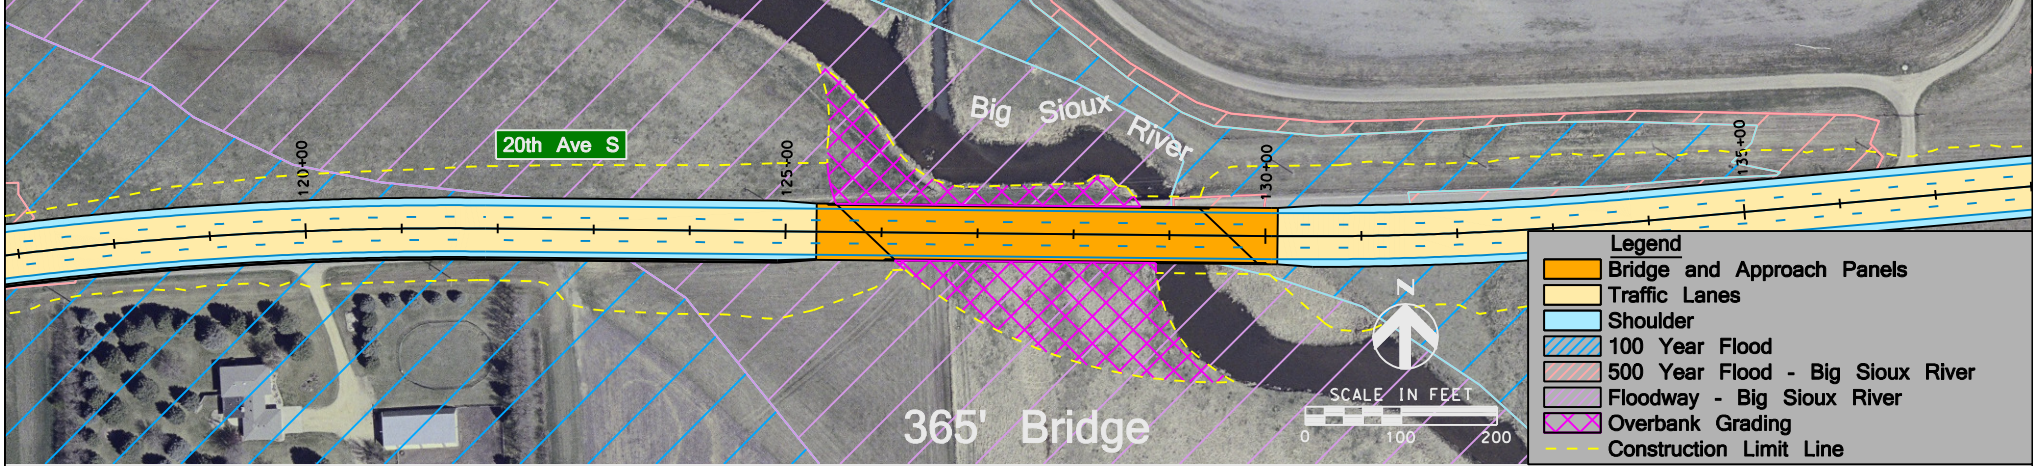 Big Sioux River
20th Ave S
120+00
125+00
130+00
135+00
N
SCALE IN FEET
0 100 200
365' Bridge
Legend
Bridge and Approach Panels
Traffic Lanes
Shoulder
100 Year Flood
500 Year Flood - Big Sioux River
Floodway - Big Sioux River
Overbank Grading
Construction Limit Line